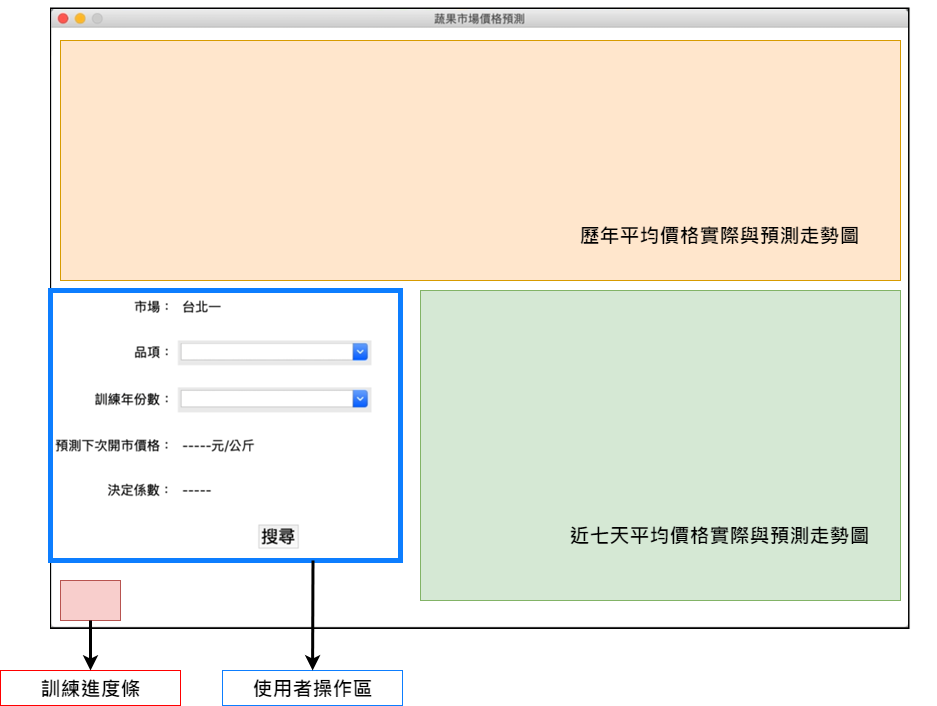 蔬果市場價格預測
歷年平均價格實際與預測走勢圖
市場： 台北一
品項：
訓練年份數：
預測下次開市價格： -----元/公斤
決定係數： -----
搜尋
近七天平均價格實際與預測走勢圖
訓練進度條
使用者操作區